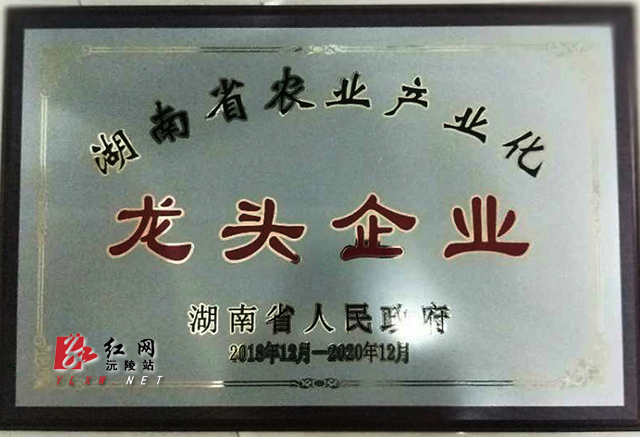 湖南省农业产业化
龙头企业
湖南省人民政府
2018年12月—2020年12月
红网
沅陵站
YLXW.NET